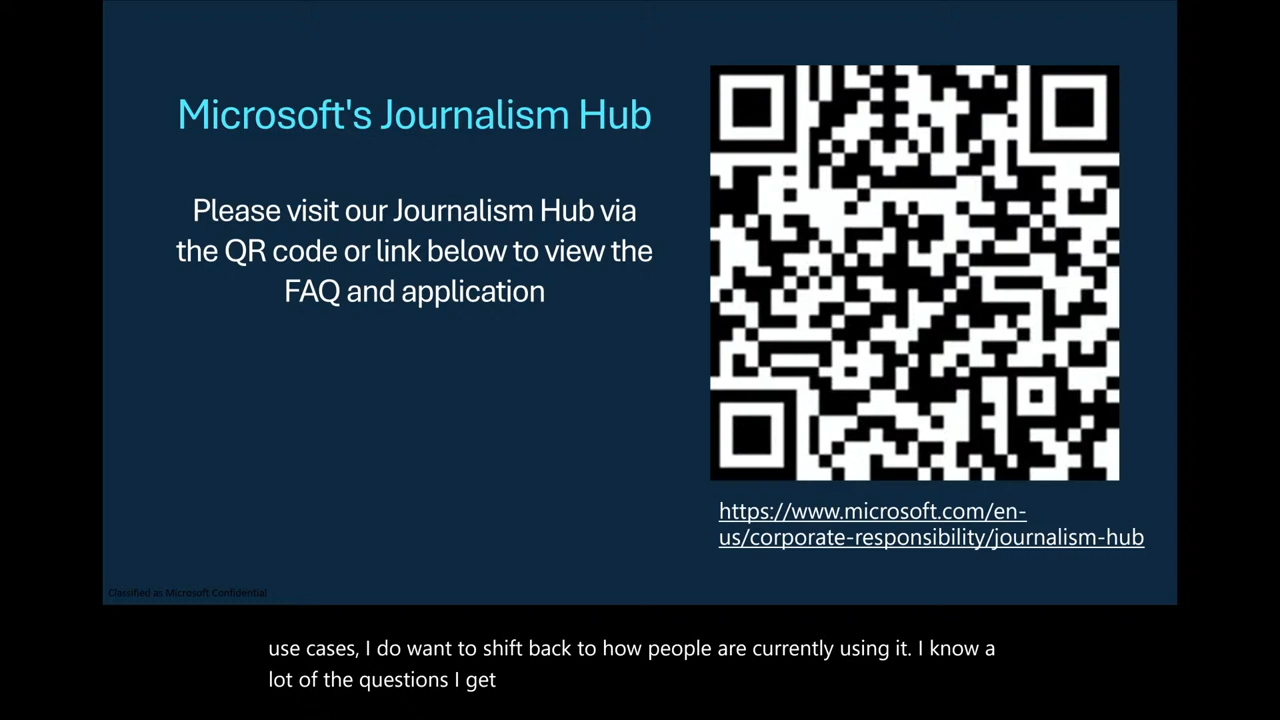 Microsoft's Journalism Hub
Please visit our Journalism Hub via
the QR code or link below to view the
FAQ and application
https://www.microsoft.com/en-
us/corporate-responsibility/journalism-hub
Classified as Microsoft Confidential
use cases, I do want to shift back to how people are currently using it. I know a
lot of the questions I get